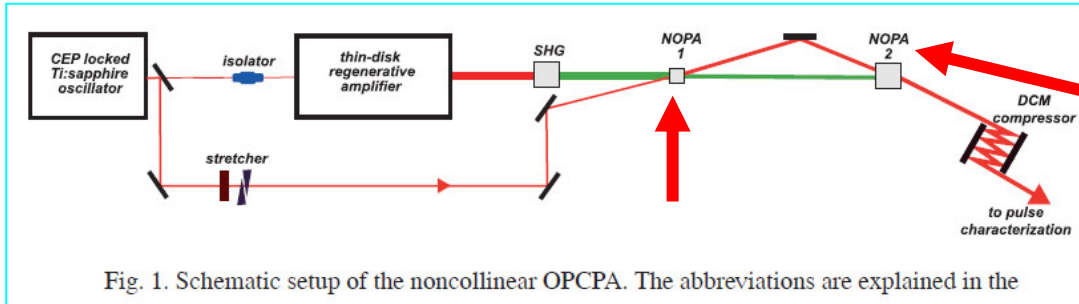 CEP locked
Ti:sapphire
oscillator
isolator
thin-disk
regenerative
amplifier
SHG
NOPA
1
NOPA
2
DCM
compressor
stretcher
to pulse
characterization
Fig. 1. Schematic setup of the noncollinear OPCPA. The abbreviations are explained in the